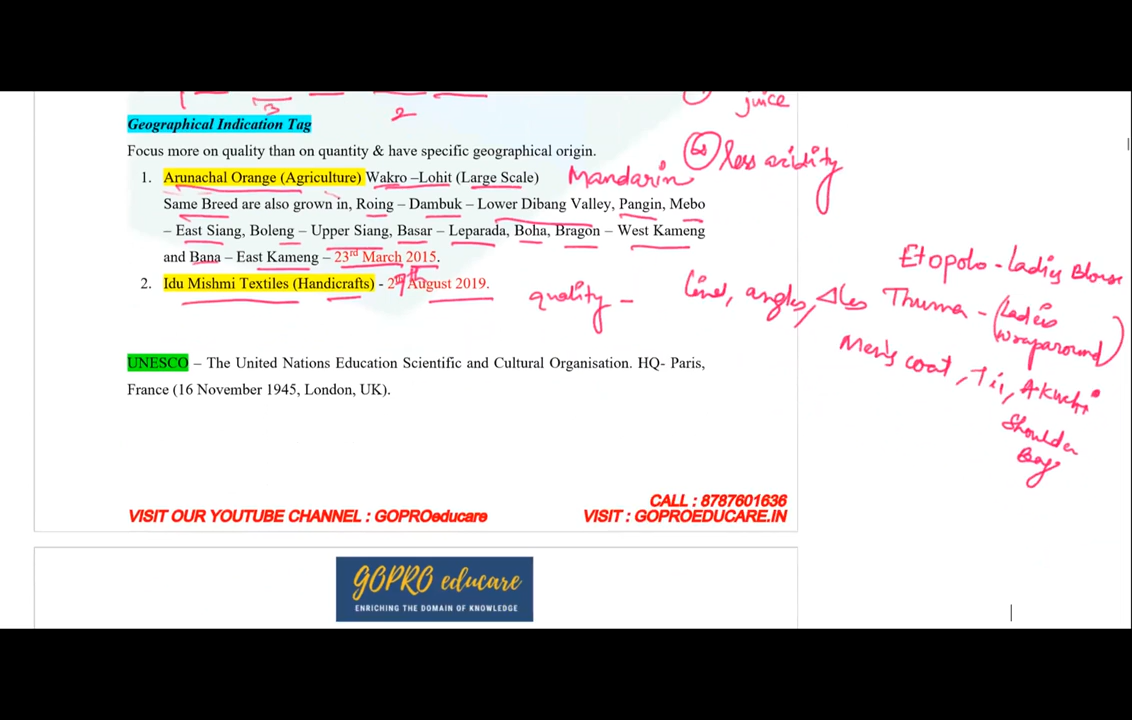 3
2
juice
Geographical Indication Tag
Focus more on quality than on quantity & have specific geographical origin.
6 less acidity
1. Arunachal Orange (Agriculture) Wakro –Lohit (Large Scale) Mandarin
Same Breed are also grown in, Roing – Dambuk – Lower Dibang Valley, Pangin, Mebo
– East Siang, Boleng – Upper Siang, Basar – Leparada, Boha, Bragon – West Kameng
and Bana – East Kameng – 23rd March 2015.
2. Idu Mishmi Textiles (Handicrafts) - 27th August 2019.
quality – line, angles, Δles
Etopolo - Ladies Blouse
Thuma - (Ladies
Wraparound)
Men's coat,
Akuchi
Shoulder
Bag
UNESCO – The United Nations Education Scientific and Cultural Organisation. HQ- Paris,
France (16 November 1945, London, UK).
CALL : 8787601636
VISIT OUR YOUTUBE CHANNEL : GOPROeducare VISIT : GOPROEDUCARE.IN
GOPRO educare
ENRICHING THE DOMAIN OF KNOWLEDGE